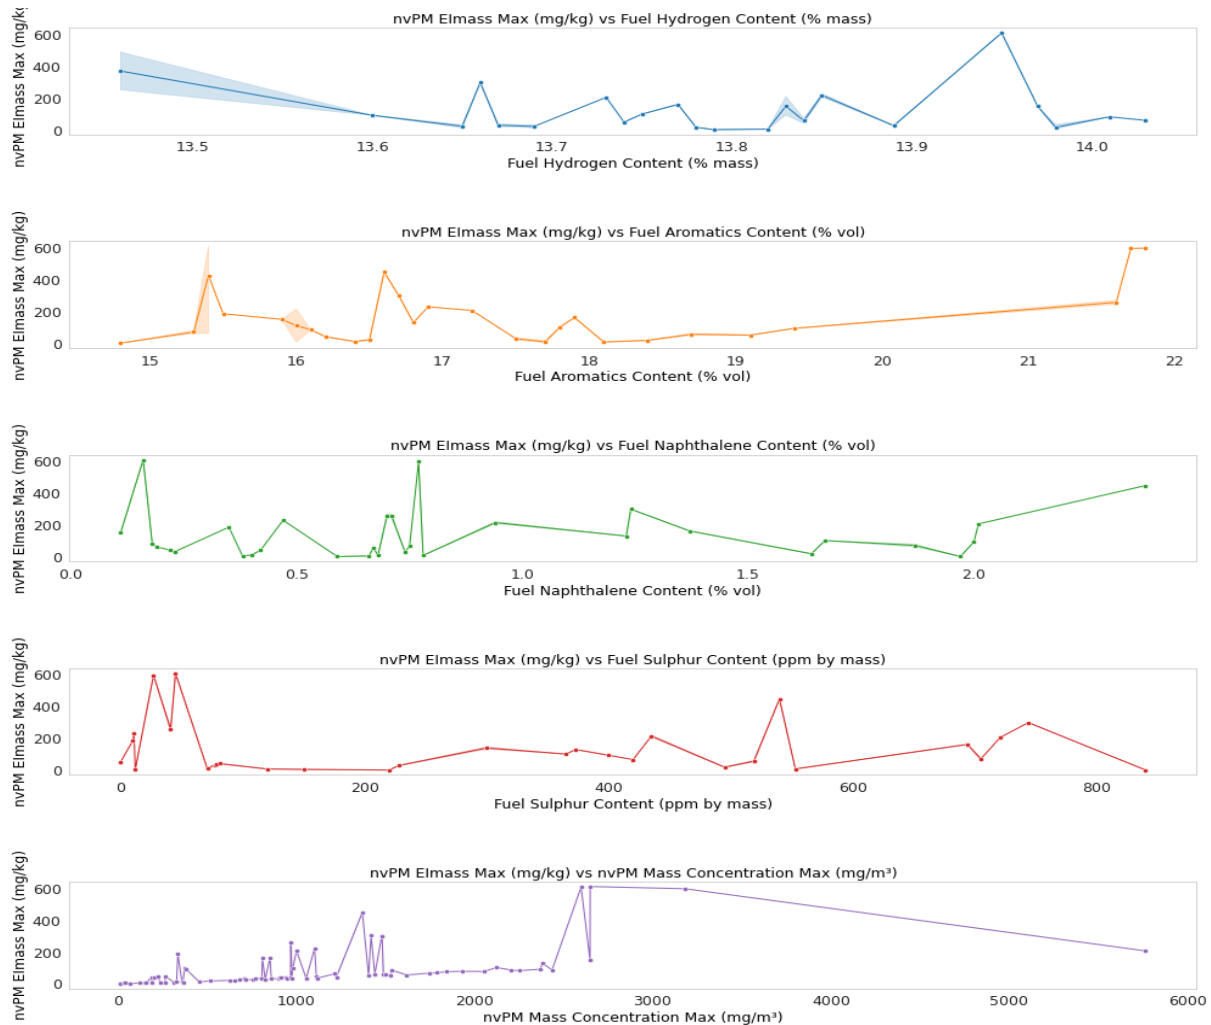 nvPM EImass Max (mg/kg) vs Fuel Hydrogen Content (% mass)
nvPM EImass Max (mg/kg)
600
400
200
0
13.5 13.6 13.7 13.8 13.9 14.0
Fuel Hydrogen Content (% mass)
nvPM EImass Max (mg/kg) vs Fuel Aromatics Content (% vol)
nvPM EImass Max (mg/kg)
600
400
200
0
15 16 17 18 19 20 21 22
Fuel Aromatics Content (% vol)
nvPM EImass Max (mg/kg) vs Fuel Naphthalene Content (% vol)
nvPM EImass Max (mg/kg)
600
400
200
0
0.0 0.5 1.0 1.5 2.0
Fuel Naphthalene Content (% vol)
nvPM EImass Max (mg/kg) vs Fuel Sulphur Content (ppm by mass)
nvPM EImass Max (mg/kg)
600
400
200
0
0 200 400 600 800
Fuel Sulphur Content (ppm by mass)
nvPM EImass Max (mg/kg) vs nvPM Mass Concentration Max (mg/m³)
nvPM EImass Max (mg/kg)
600
400
200
0
0 1000 2000 3000 4000 5000 6000
nvPM Mass Concentration Max (mg/m³)